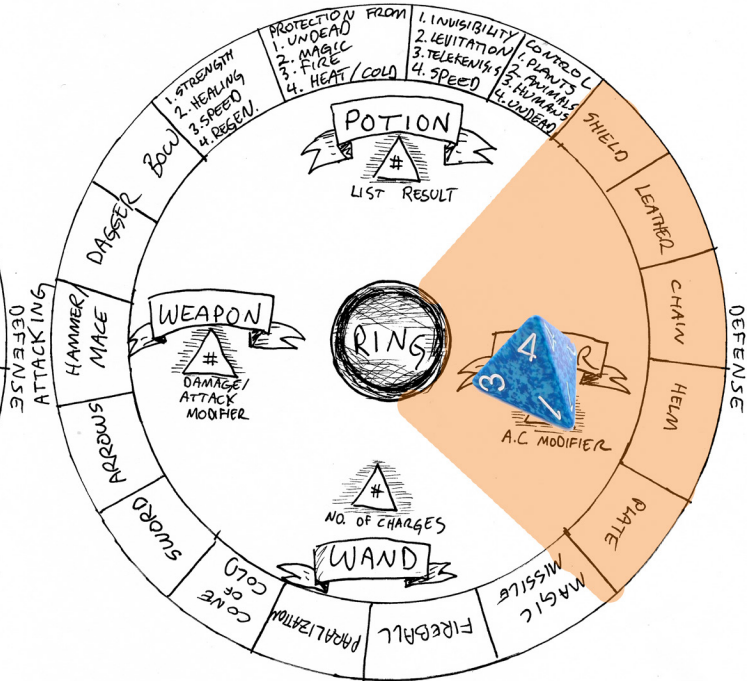 1. STRENGTH
2. HEALING
3. SPEED
4. REGEN.
PROTECTION FROM
1. UNDEAD
2. MAGIC
3. FIRE
4. HEAT/COLD
1. INVISIBILITY
2. LEVITATION
3. TELEKENISIS
4. SPEED
CONTROL
1. PLANTS
2. ANIMALS
3. HUMANS
4. UNDEAD
SHIELD
LEATHER
CHAIN
HELM
PLATE
MAGIC
MISSILE
FIREBALL
PARALIZATION
CONE
OF
COLD
SWORD
ARROWS
HAMMER/
MACE
DAGGER
BOW
POTION
#
LIST RESULT
WEAPON
#
DAMAGE/
ATTACK
MODIFIER
RING
4
3
1
R
A.C MODIFIER
#
NO. OF CHARGES
WAND
ATTACKING
DEFENSE
DEFENSE